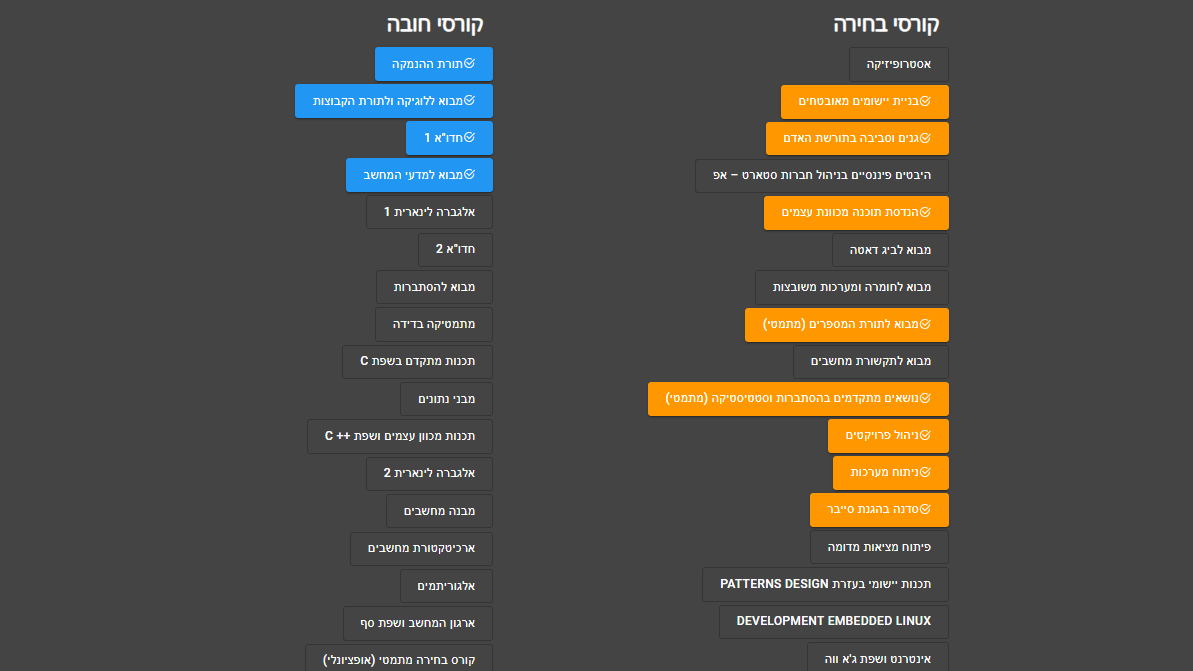 קורסי בחירה
אסטרופיזיקה
בניית יישומים מאובטחים
גנים וסביבה בתורשת האדם
היבטים פיננסיים בניהול חברות סטארט – אפ
הנדסת תוכנה מכוונת עצמים
מבוא לביג דאטה
מבוא לחומרה ומערכות משובצות
מבוא לתורת המספרים (מתמטי)
מבוא לתקשורת מחשבים
נושאים מתקדמים בהסתברות וסטטיסטיקה (מתמטי)
ניהול פרויקטים
ניתוח מערכות
סדנה בהגנת סייבר
פיתוח מציאות מדומה
תכנות יישומי בעזרת PATTERNS DESIGN
DEVELOPMENT EMBEDDED LINUX
אינטרנט ושפת ג'א ווה
קורסי חובה
תורת ההנמקה
מבוא ללוגיקה ולתורת הקבוצות
חדו"א 1
מבוא למדעי המחשב
אלגברה לינארית 1
חדו"א 2
מבוא להסתברות
מתמטיקה בדידה
תכנות מתקדם בשפת C
מבני נתונים
תכנות מכוון עצמים ושפת ++ C
אלגברה לינארית 2
מבנה מחשבים
ארכיטקטורת מחשבים
אלגוריתמים
ארגון המחשב ושפת סף
קורס בחירה מתמטי (אופציונלי)